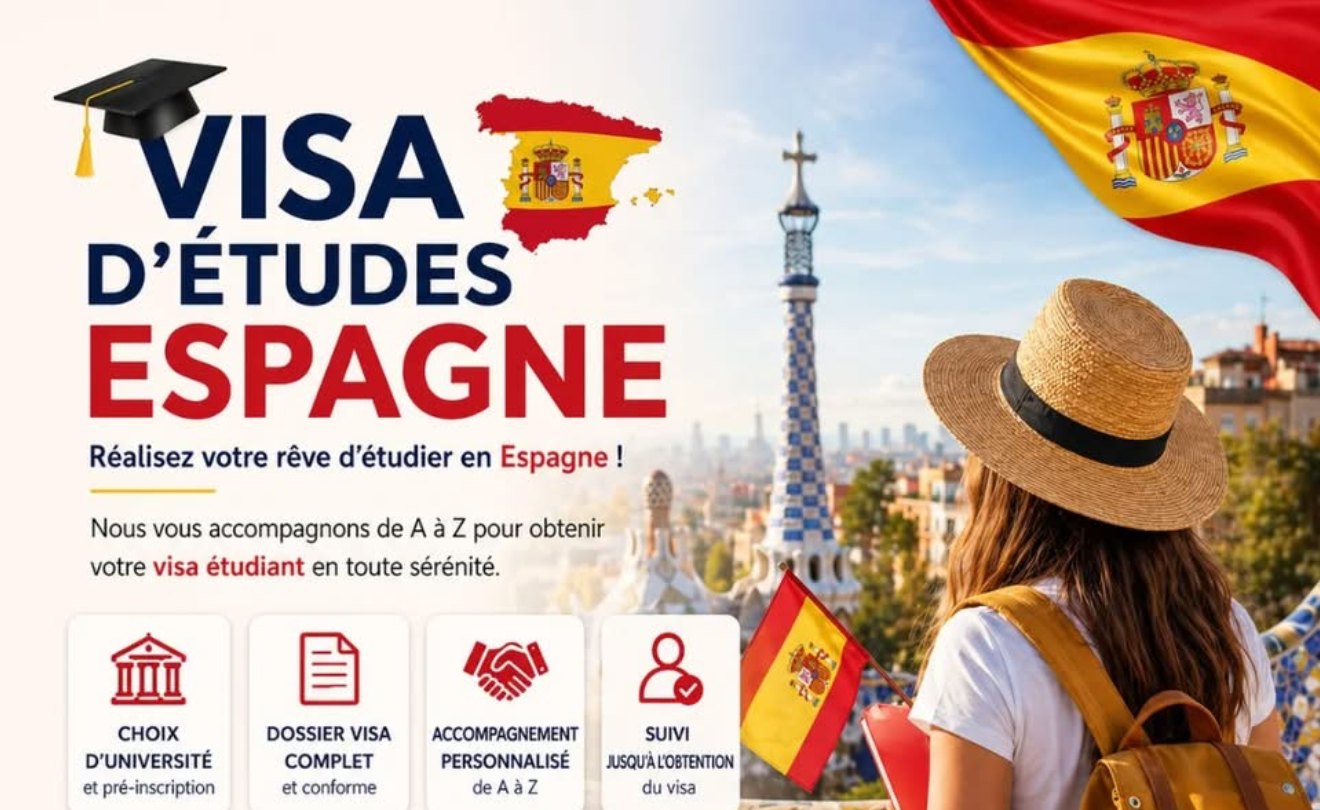 VISA
D'ÉTUDES
ESPAGNE
Réalisez votre rêve d'étudier en Espagne !
Nous vous accompagnons de A à Z pour obtenir
votre visa étudiant en toute sérénité.
CHOIX
D'UNIVERSITÉ
et pré-inscription
DOSSIER VISA
COMPLET
et conforme
ACCOMPAGNEMENT
PERSONNALISÉ
de A à Z
SUIVI
JUSQU'À L'OBTENTION
du visa